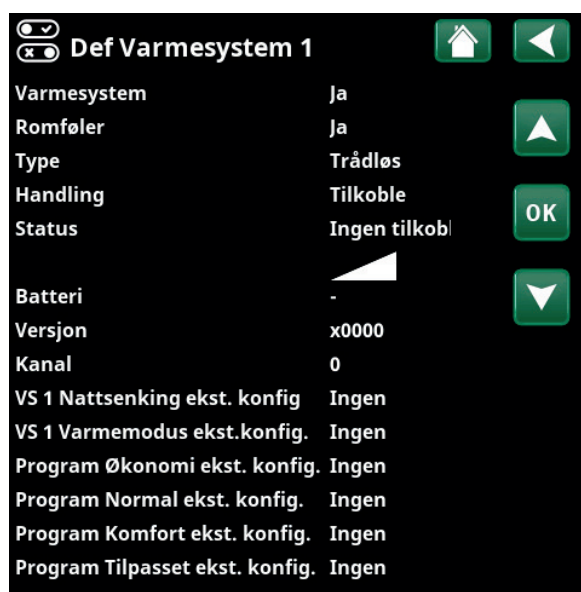 Def Varmesystem 1
Varmesystem Ja
Romføler Ja
Type Trådløs
Handling Tilkoble
OK
Status Ingen tilkobl
Batteri -
Versjon x0000
Kanal 0
VS 1 Nattsenking ekst. konfig Ingen
VS 1 Varmemodus ekst.konfig. Ingen
Program Økonomi ekst. konfig. Ingen
Program Normal ekst. konfig. Ingen
Program Komfort ekst. konfig. Ingen
Program Tilpasset ekst. konfig. Ingen